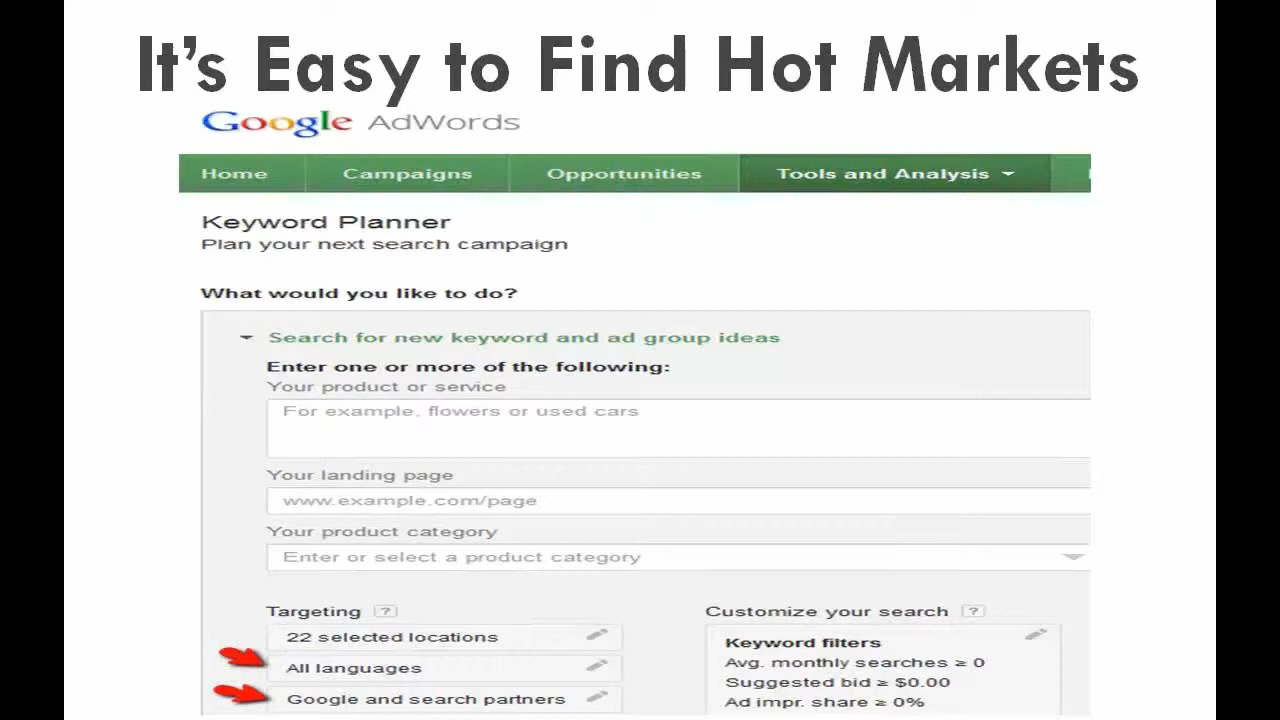 It's Easy to Find Hot Markets
Google AdWords
Home Campaigns Opportunities Tools and Analysis
Keyword Planner
Plan your next search campaign
What would you like to do?
Search for new keyword and ad group ideas
Enter one or more of the following:
Your product or service
For example, flowers or used cars
Your landing page
www.example.com/page
Your product category
Enter or select a product category
Targeting ?
22 selected locations
All languages
Google and search partners
Customize your search ?
Keyword filters
Avg. monthly searches ≥ 0
Suggested bid ≥ $0.00
Ad impr. share ≥ 0%